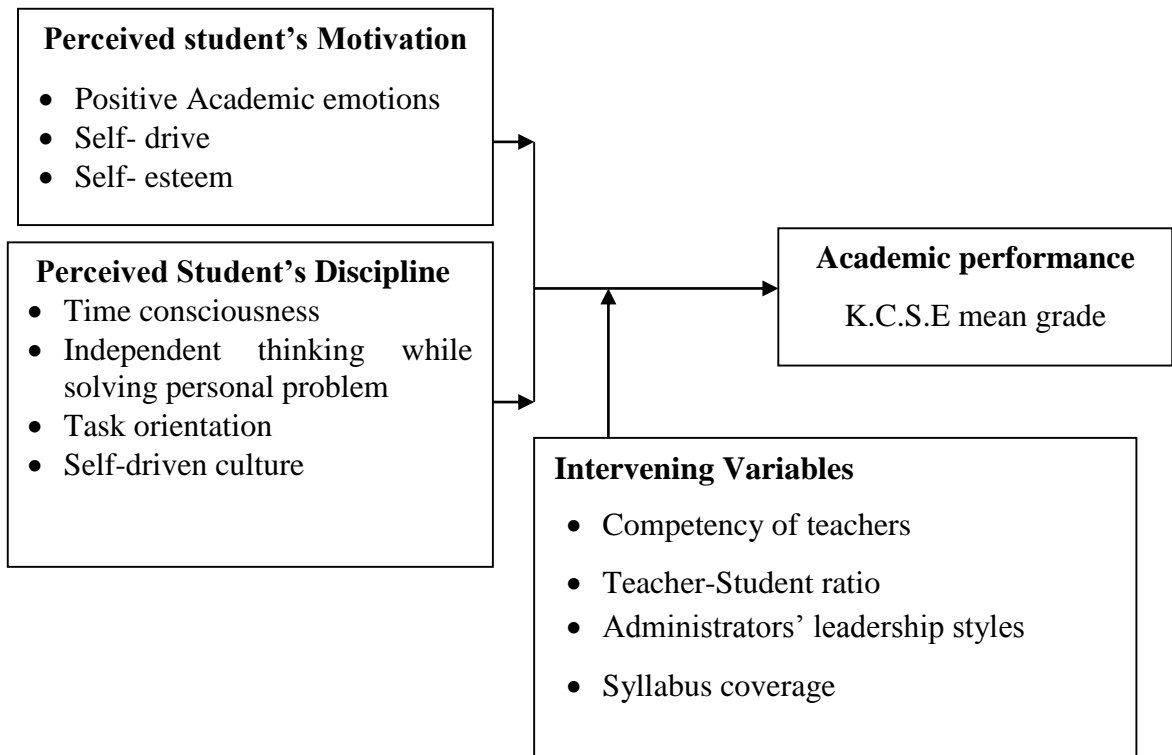 Perceived student’s Motivation
• Positive Academic emotions
• Self- drive
• Self- esteem
Perceived Student’s Discipline
• Time consciousness
• Independent thinking while
solving personal problem
• Task orientation
• Self-driven culture
Academic performance
K.C.S.E mean grade
Intervening Variables
• Competency of teachers
• Teacher-Student ratio
• Administrators’ leadership styles
• Syllabus coverage